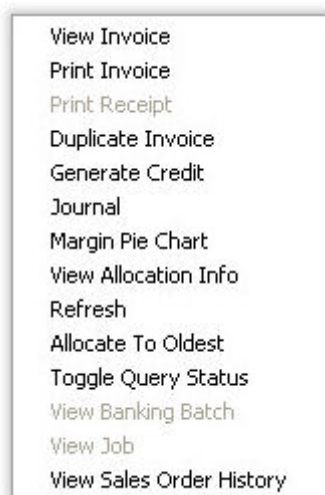 View Invoice
Print Invoice
Print Receipt
Duplicate Invoice
Generate Credit
Journal
Margin Pie Chart
View Allocation Info
Refresh
Allocate To Oldest
Toggle Query Status
View Banking Batch
View Job
View Sales Order History